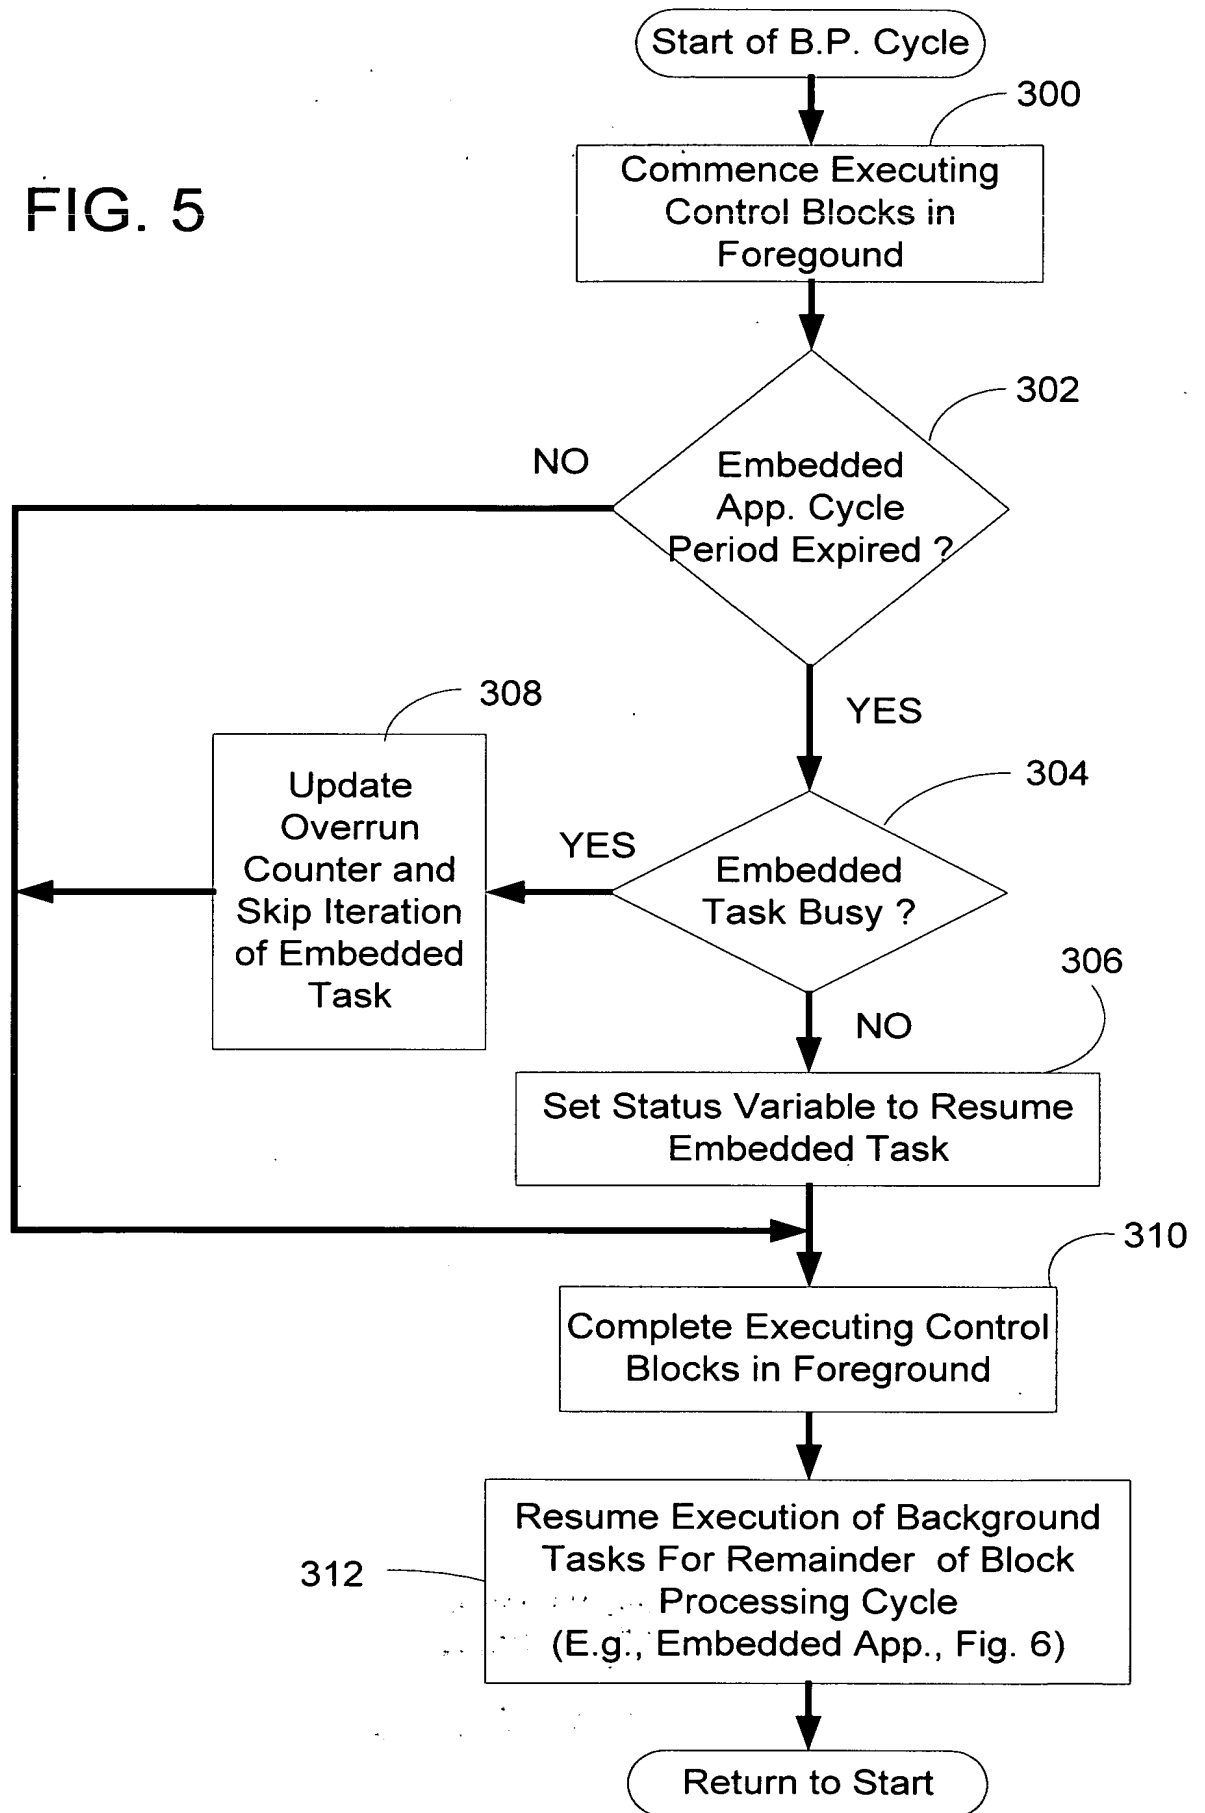 Start of B.P. Cycle
300
Commence Executing
Control Blocks in
Foregound
FIG. 5
302
NO
Embedded
App. Cycle
Period Expired ?
YES
308
Update
Overrun
Counter and
Skip Iteration
of Embedded
Task
YES
304
Embedded
Task Busy ?
306
NO
Set Status Variable to Resume
Embedded Task
310
Complete Executing Control
Blocks in Foreground
312
Resume Execution of Background
Tasks For Remainder of Block
Processing Cycle
(E.g., Embedded App., Fig. 6)
Return to Start